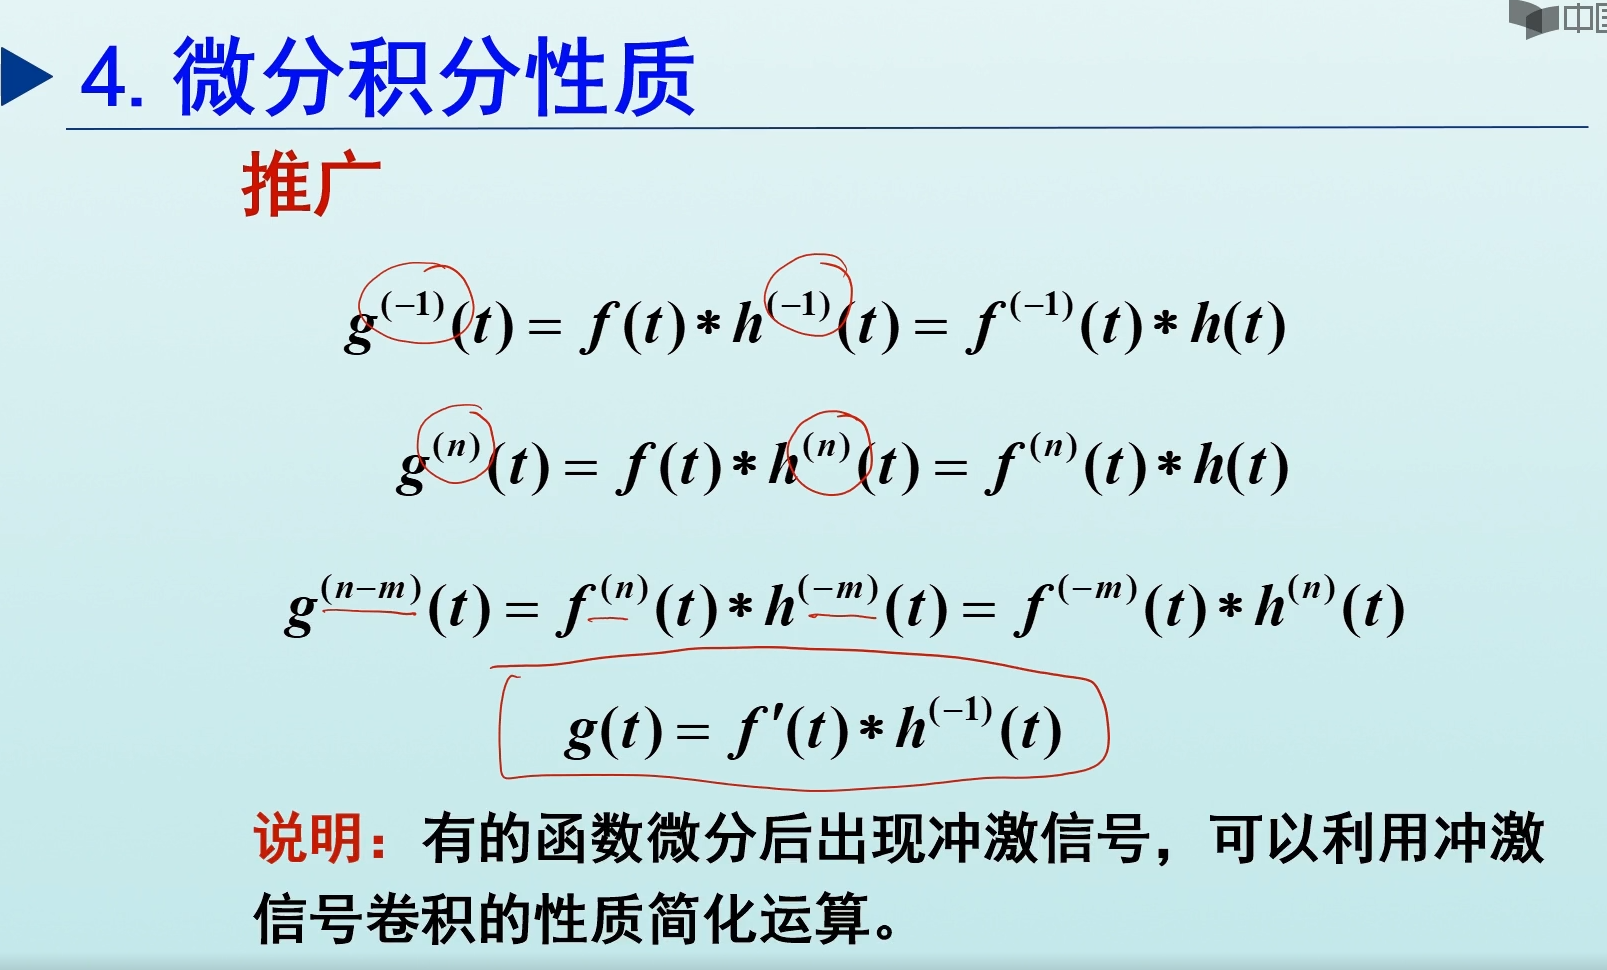 中国
4. 微分积分性质
推广
g^(−1)(t) = f(t) * h^(−1)(t) = f^(−1)(t) * h(t)
g^(n)(t) = f(t) * h^(n)(t) = f^(n)(t) * h(t)
g^(n−m)(t) = f^(n)(t) * h^(−m)(t) = f^(−m)(t) * h^(n)(t)
g(t) = f′(t) * h^(−1)(t)
说明：有的函数微分后出现冲激信号，可以利用冲激
信号卷积的性质简化运算。